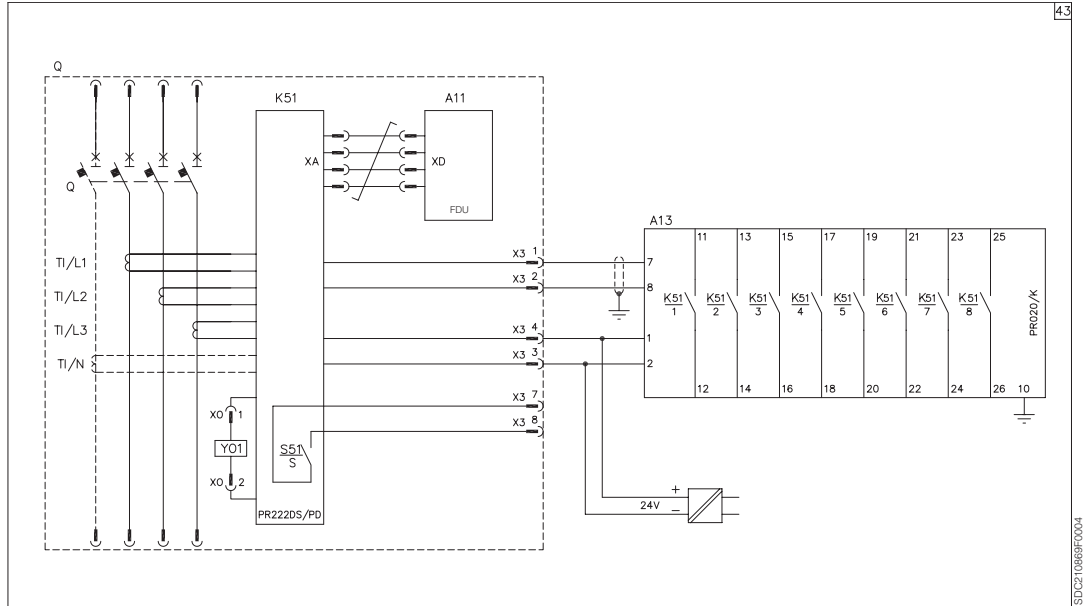 43
Q
K51
A11
XA
XD
FDU
Q
A13
11 13 15 17 19 21 23 25
TI/L1
X3 1
7
TI/L2
X3 2
8
K51 K51 K51 K51 K51 K51 K51 K51
1 2 3 4 5 6 7 8
PR020/K
TI/L3
X3 4
1
TI/N
X3 3
2
12 14 16 18 20 22 24 26 10
X3 7
XO 1
X3 8
YO1
S51
S
XO 2
+
24V
–
PR222DS/PD
SDC210869F0004